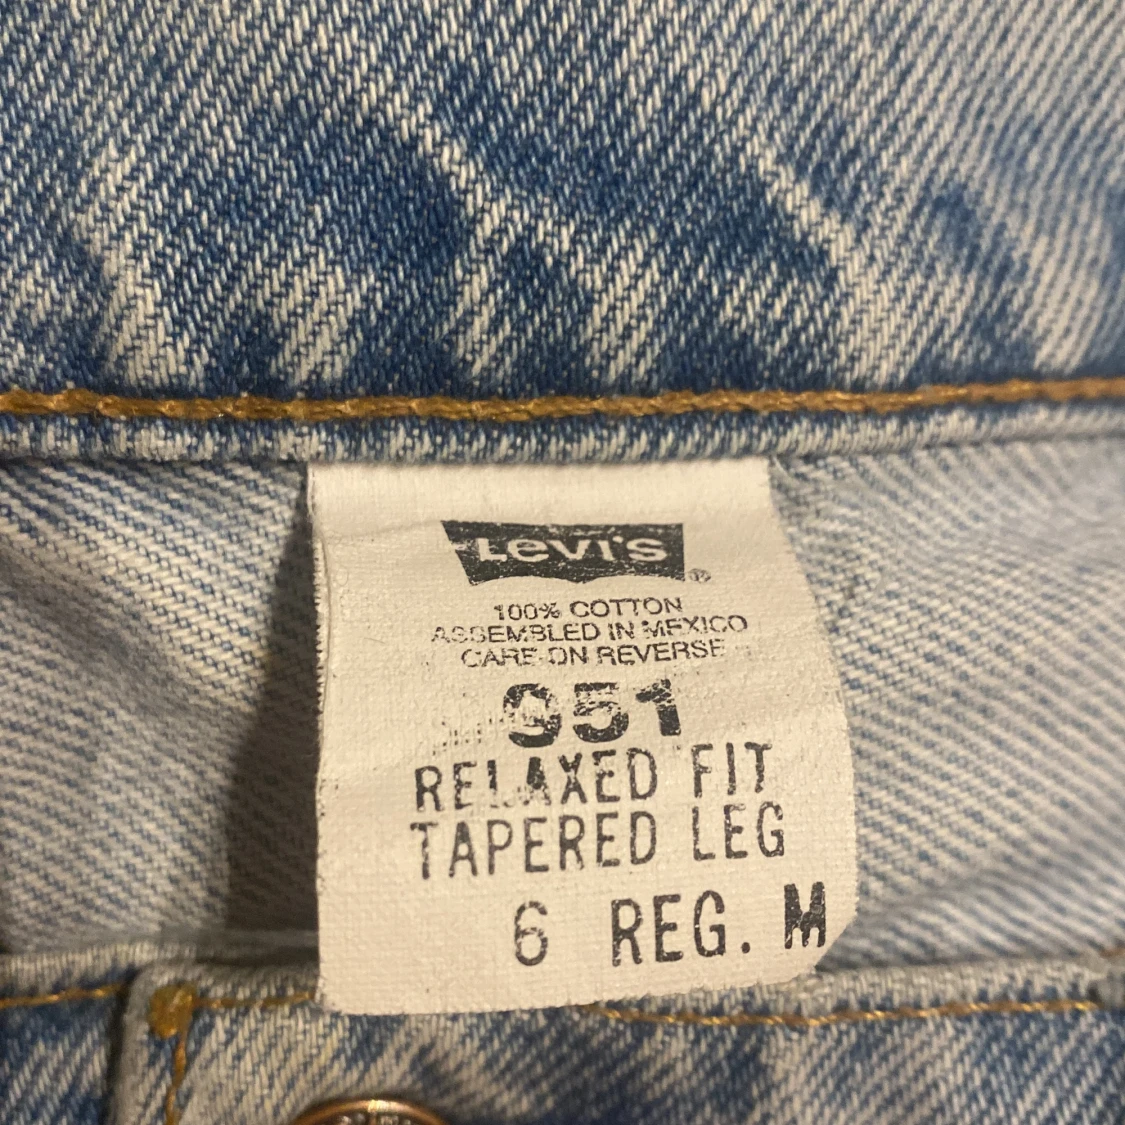 Levi's ®
100% COTTON
ASSEMBLED IN MEXICO
CARE ON REVERSE
951
RELAXED FIT
TAPERED LEG
6 REG. M